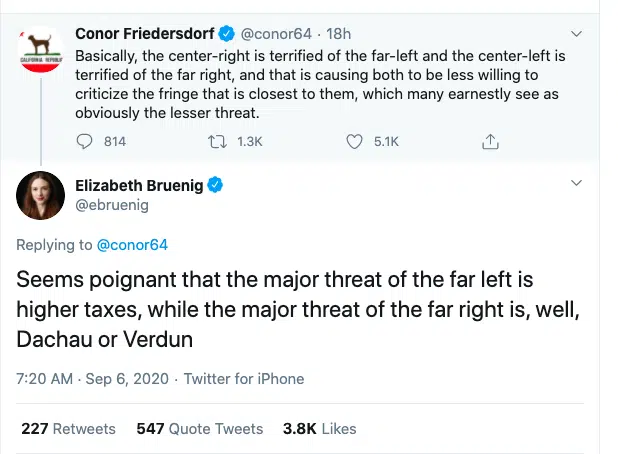 Conor Friedersdorf @conor64 · 18h
Basically, the center-right is terrified of the far-left and the center-left is
terrified of the far right, and that is causing both to be less willing to
criticize the fringe that is closest to them, which many earnestly see as
obviously the lesser threat.
814 1.3K 5.1K
Elizabeth Bruenig
@ebruenig
Replying to @conor64
Seems poignant that the major threat of the far left is
higher taxes, while the major threat of the far right is, well,
Dachau or Verdun
7:20 AM · Sep 6, 2020 · Twitter for iPhone
227 Retweets 547 Quote Tweets 3.8K Likes